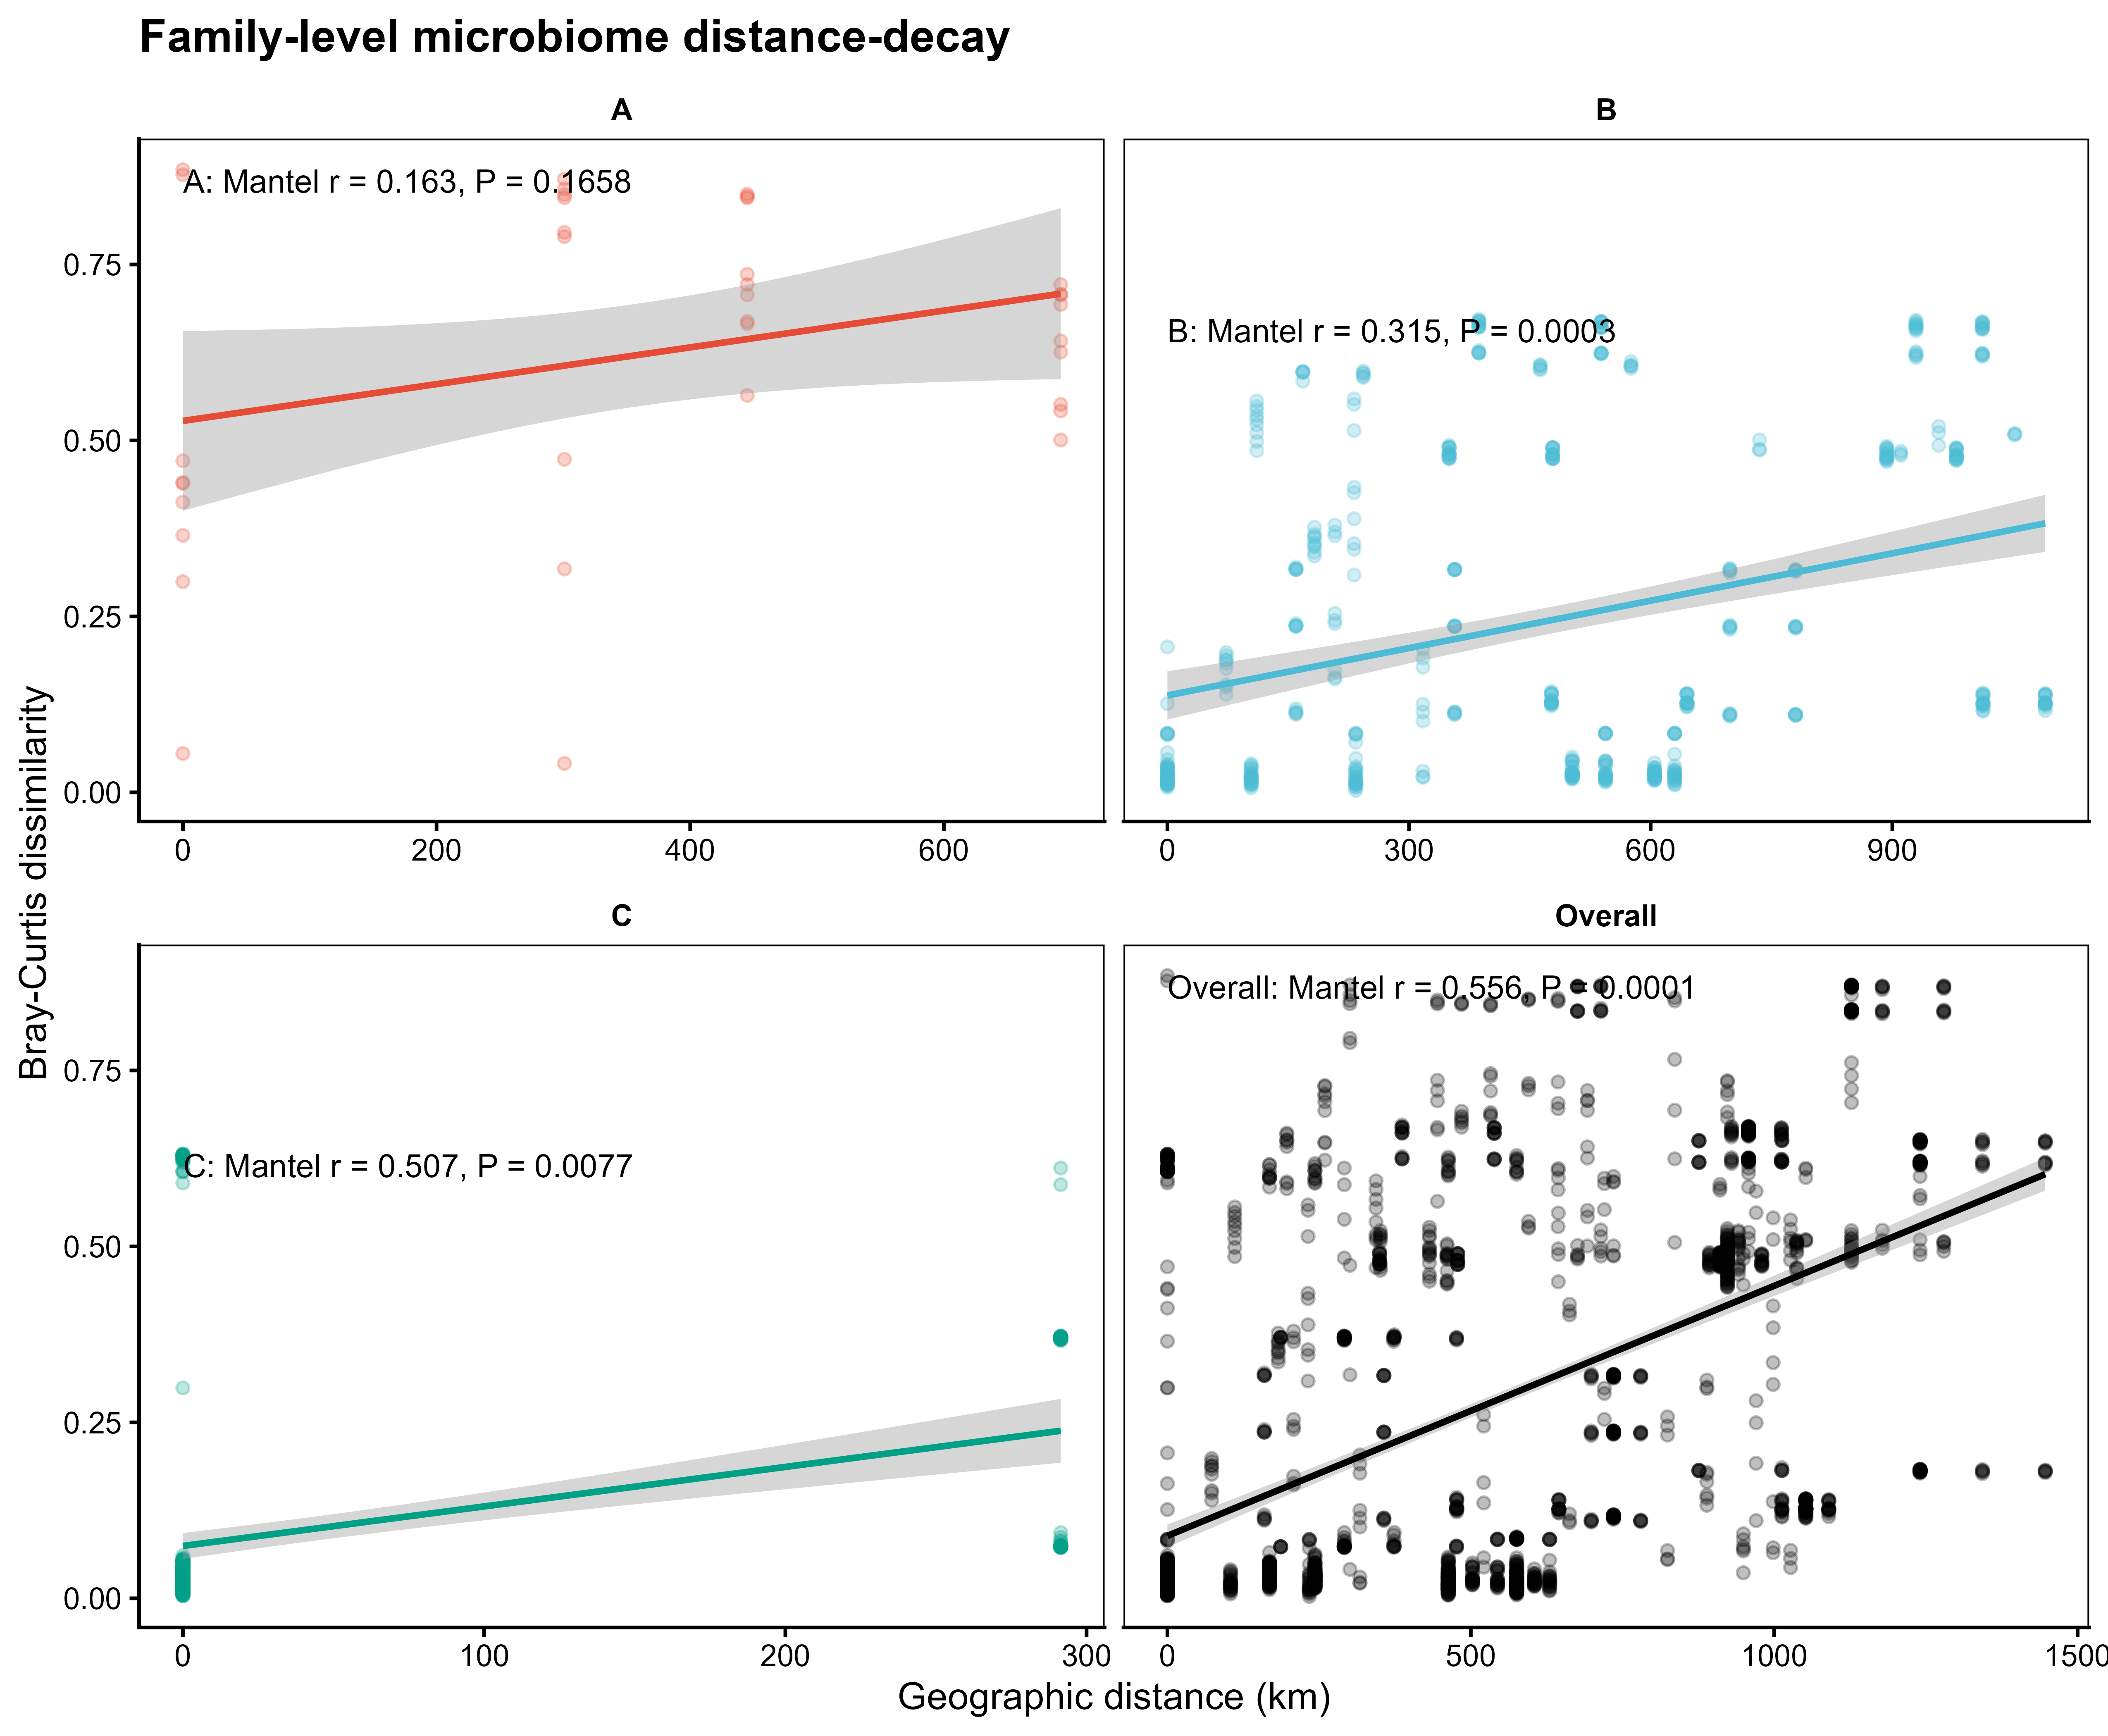 Family-level microbiome distance-decay
A
A: Mantel r = 0.163, P = 0.1658
0.75
0.50
0.25
0.00
0 200 400 600
B
B: Mantel r = 0.315, P = 0.0003
0 300 600 900
Bray-Curtis dissimilarity
C
C: Mantel r = 0.507, P = 0.0077
0.75
0.50
0.25
0.00
0 100 200 300
Overall
Overall: Mantel r = 0.556, P = 0.0001
0 500 1000 1500
Geographic distance (km)